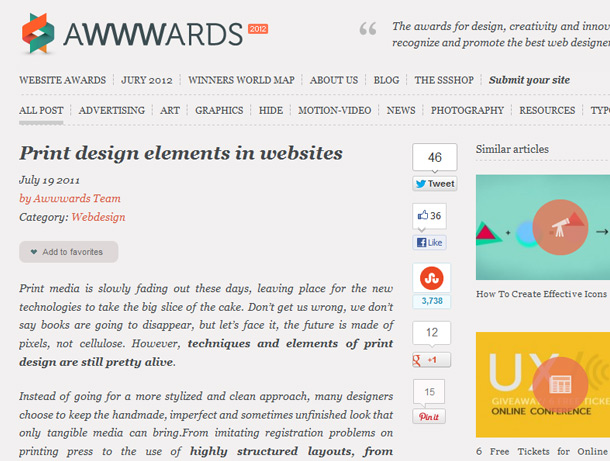 AWWWARDS 2012
The awards for design, creativity and innov
recognize and promote the best web designer
WEBSITE AWARDS JURY 2012 WINNERS WORLD MAP ABOUT US BLOG THE SSSHOP Submit your site
ALL POST ADVERTISING ART GRAPHICS HIDE MOTION-VIDEO NEWS PHOTOGRAPHY RESOURCES TYPO
Print design elements in websites
July 19 2011
by Awwwards Team
Category: Webdesign
Add to favorites
Print media is slowly fading out these days, leaving place for the new
technologies to take the big slice of the cake. Don't get us wrong, we don't
say books are going to disappear, but let's face it, the future is made of
pixels, not cellulose. However, techniques and elements of print
design are still pretty alive.
Instead of going for a more stylized and clean approach, many designers
choose to keep the handmade, imperfect and sometimes unfinished look that
only tangible media can bring.From imitating registration problems on
printing press to the use of highly structured layouts, from
46
Tweet
36
Like
3,738
12
+1
15
Pin it
Similar articles
How To Create Effective Icons
UX
GIVEAWAY TICKE
ONLINE CONFERENCE
6 Free Tickets for Online